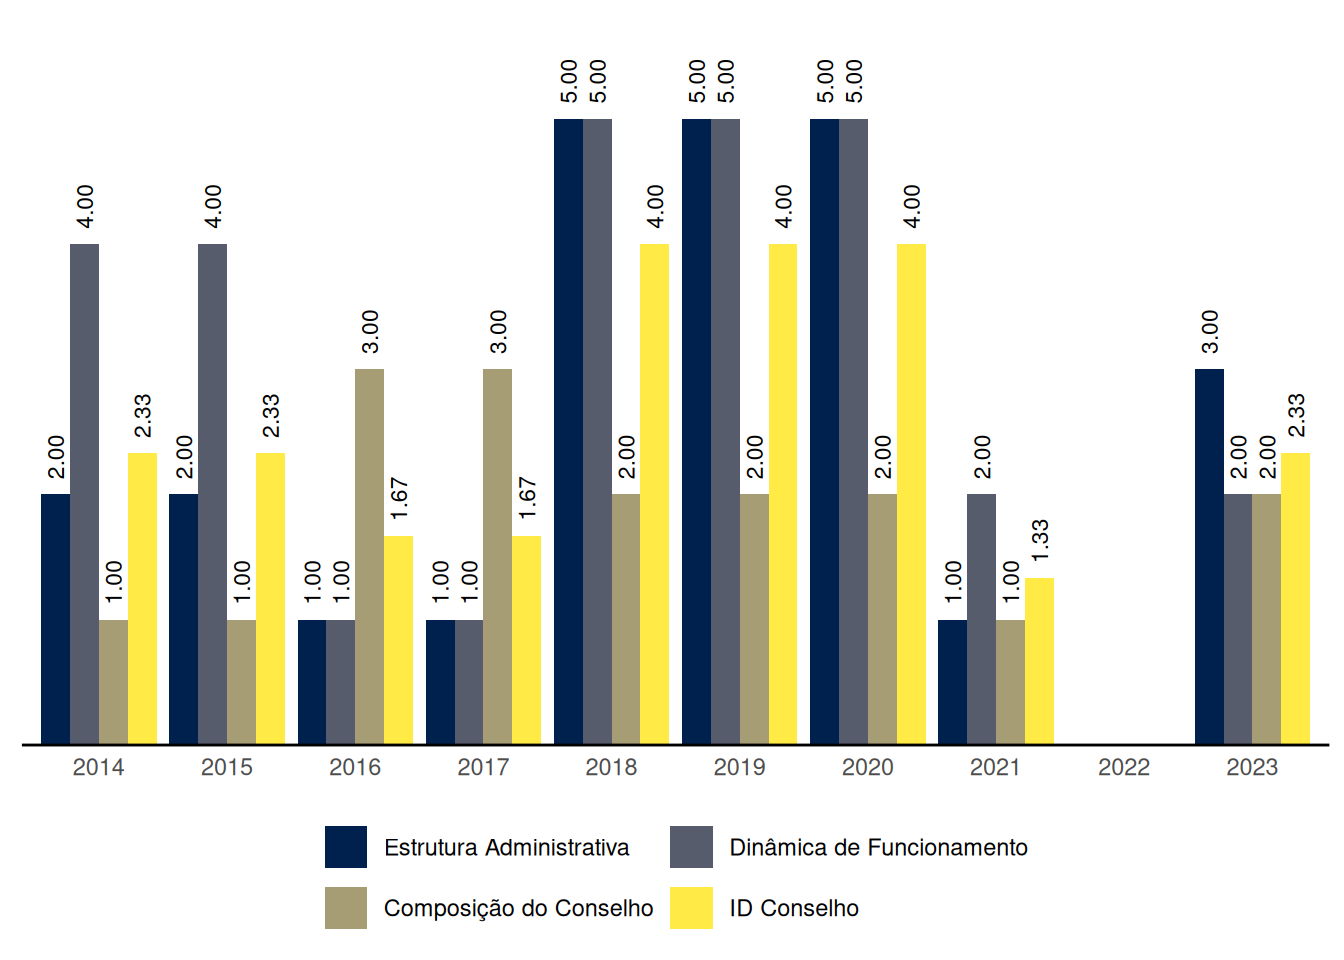 2.00 4.00 1.00 2.33
2.00 4.00 1.00 2.33
1.00 1.00 3.00 1.67
1.00 1.00 3.00 1.67
5.00 5.00 2.00 4.00
5.00 5.00 2.00 4.00
5.00 5.00 2.00 4.00
1.00 2.00 1.00 1.33
3.00 2.00 2.00 2.33
2014 2015 2016 2017 2018 2019 2020 2021 2022 2023
Estrutura Administrativa Dinâmica de Funcionamento
Composição do Conselho ID Conselho